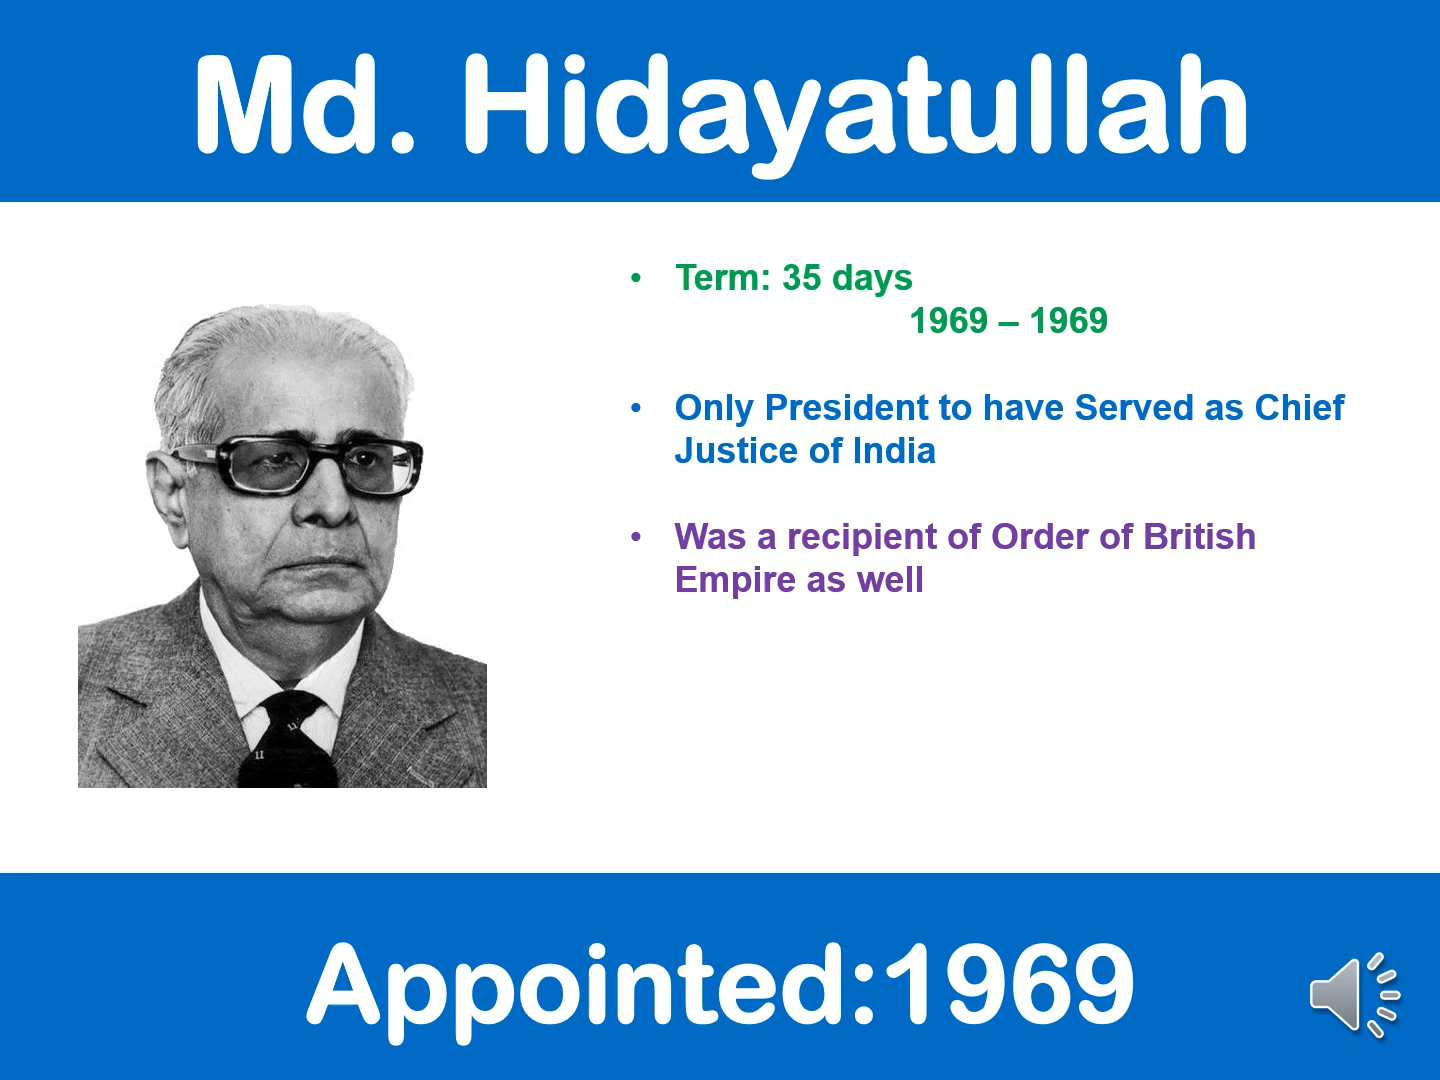 Md. Hidayatullah
• Term: 35 days
1969 – 1969
• Only President to have Served as Chief
Justice of India
• Was a recipient of Order of British
Empire as well
Appointed:1969